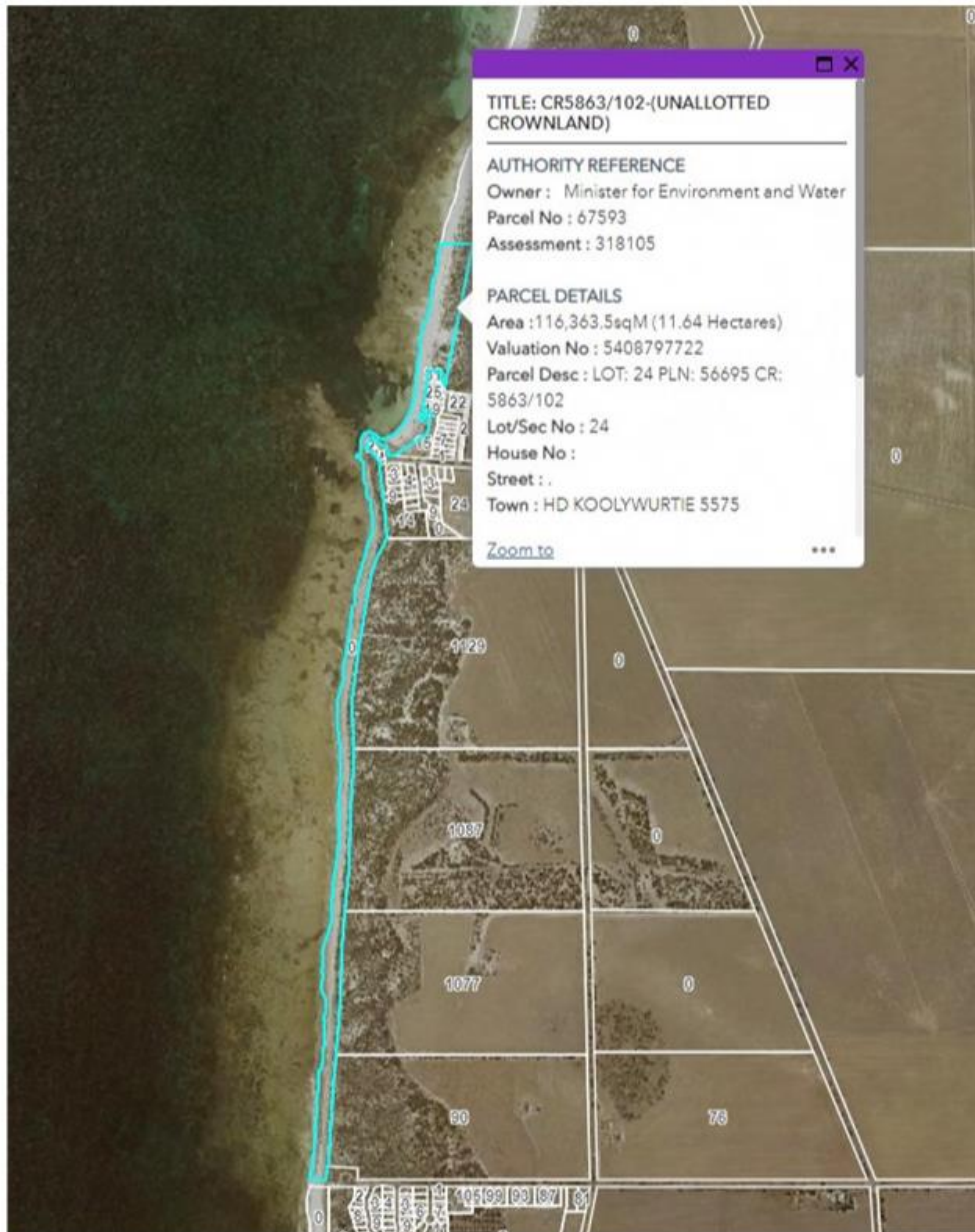 0
0
TITLE: CR5863/102-(UNALLOTTED
CROWNLAND)
AUTHORITY REFERENCE
Owner : Minister for Environment and Water
Parcel No : 67593
Assessment : 318105
PARCEL DETAILS
Area :116,363.5sqM (11.64 Hectares)
Valuation No : 5408797722
Parcel Desc : LOT: 24 PLN: 56695 CR:
5863/102
Lot/Sec No : 24
House No :
Street : .
Town : HD KOOLYWURTIE 5575
Zoom to
22
0
24
14
0
1129
0
0
1087
0
1077
0
90
76
105 99 93 87 81
0